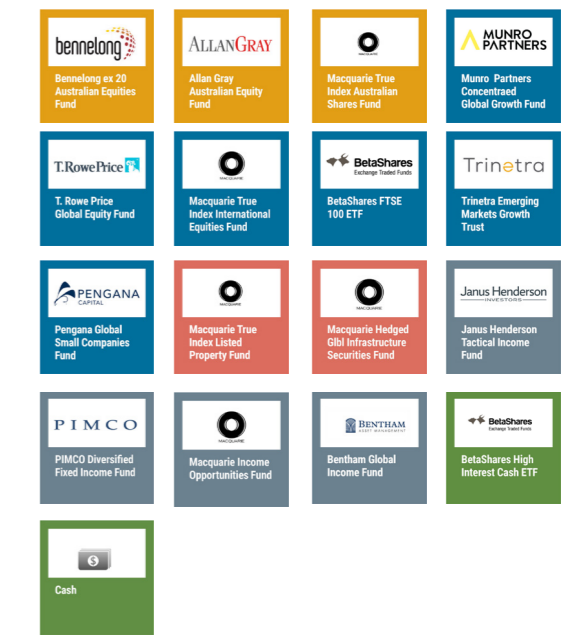 bennelong
Bennelong ex 20
Australian Equities
Fund
ALLANGRAY
Allan Gray
Australian Equity
Fund
Macquarie True
Index Australian
Shares Fund
MUNRO
PARTNERS
Munro Partners
Concentraed
Global Growth Fund
T.RowePrice
T. Rowe Price
Global Equity Fund
MACQUARIE
Macquarie True
Index International
Equities Fund
BetaShares
Exchange Traded Funds
BetaShares FTSE
100 ETF
Trinetra
Trinetra Emerging
Markets Growth
Trust
PENGANA
CAPITAL
Pengana Global
Small Companies
Fund
MACQUARIE
Macquarie True
Index Listed
Property Fund
MACQUARIE
Macquarie Hedged
Glbl Infrastructure
Securities Fund
Janus Henderson
INVESTORS
Janus Henderson
Tactical Income
Fund
PIMCO
PIMCO Diversified
Fixed Income Fund
MACQUARIE
Macquarie Income
Opportunities Fund
BENTHAM
ASSET MANAGEMENT
Bentham Global
Income Fund
BetaShares
Exchange Traded Funds
BetaShares High
Interest Cash ETF
$
Cash